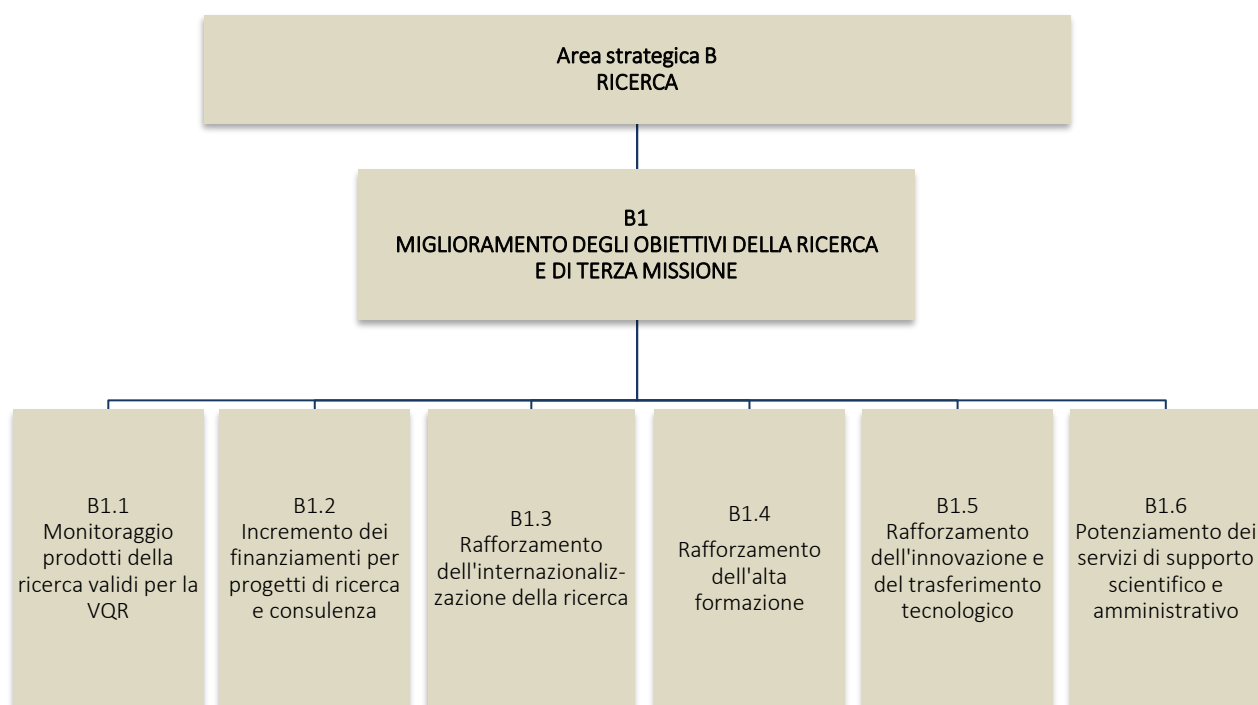 Area strategica B
RICERCA
B1
MIGLIORAMENTO DEGLI OBIETTIVI DELLA RICERCA
E DI TERZA MISSIONE
B1.1
Monitoraggio
prodotti della
ricerca validi per la
VQR
B1.2
Incremento dei
finanziamenti per
progetti di ricerca
e consulenza
B1.3
Rafforzamento
dell'internazionaliz-
zazione della ricerca
B1.4
Rafforzamento
dell'alta
formazione
B1.5
Rafforzamento
dell'innovazione e
del trasferimento
tecnologico
B1.6
Potenziamento dei
servizi di supporto
scientifico e
amministrativo